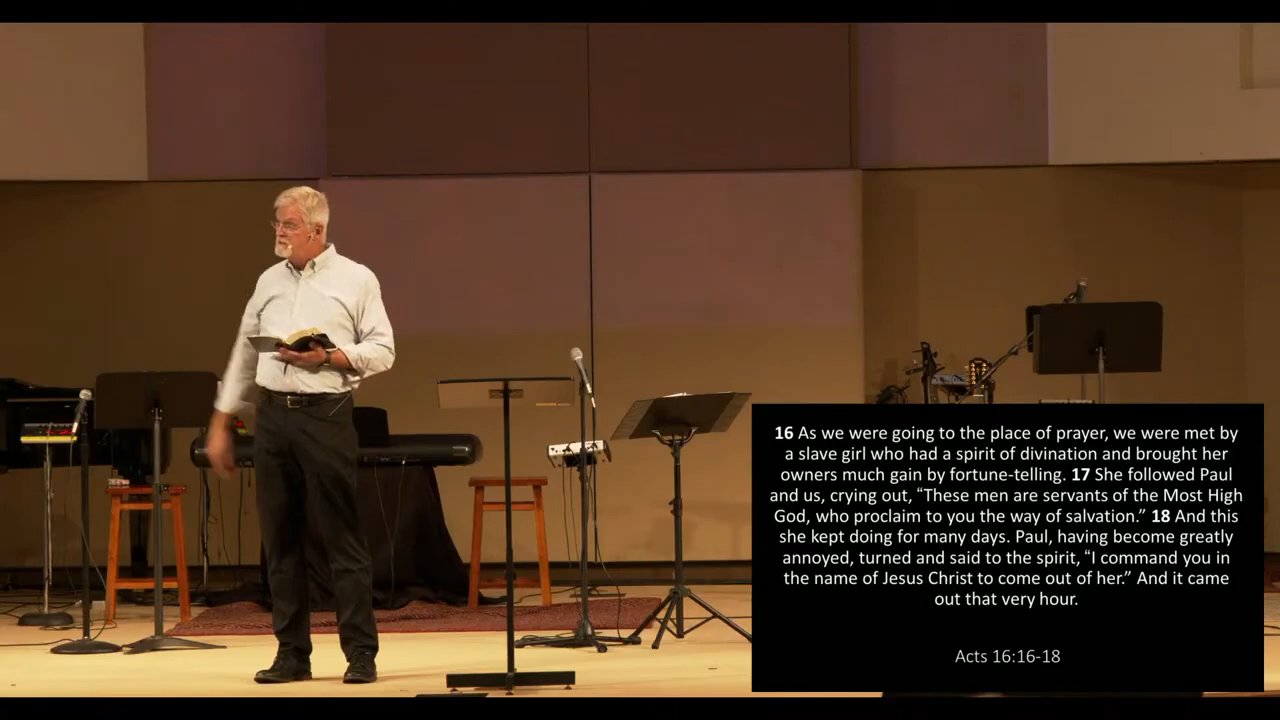 16 As we were going to the place of prayer, we were met by
a slave girl who had a spirit of divination and brought her
owners much gain by fortune-telling. 17 She followed Paul
and us, crying out, “These men are servants of the Most High
God, who proclaim to you the way of salvation.” 18 And this
she kept doing for many days. Paul, having become greatly
annoyed, turned and said to the spirit, “I command you in
the name of Jesus Christ to come out of her.” And it came
out that very hour.
Acts 16:16-18